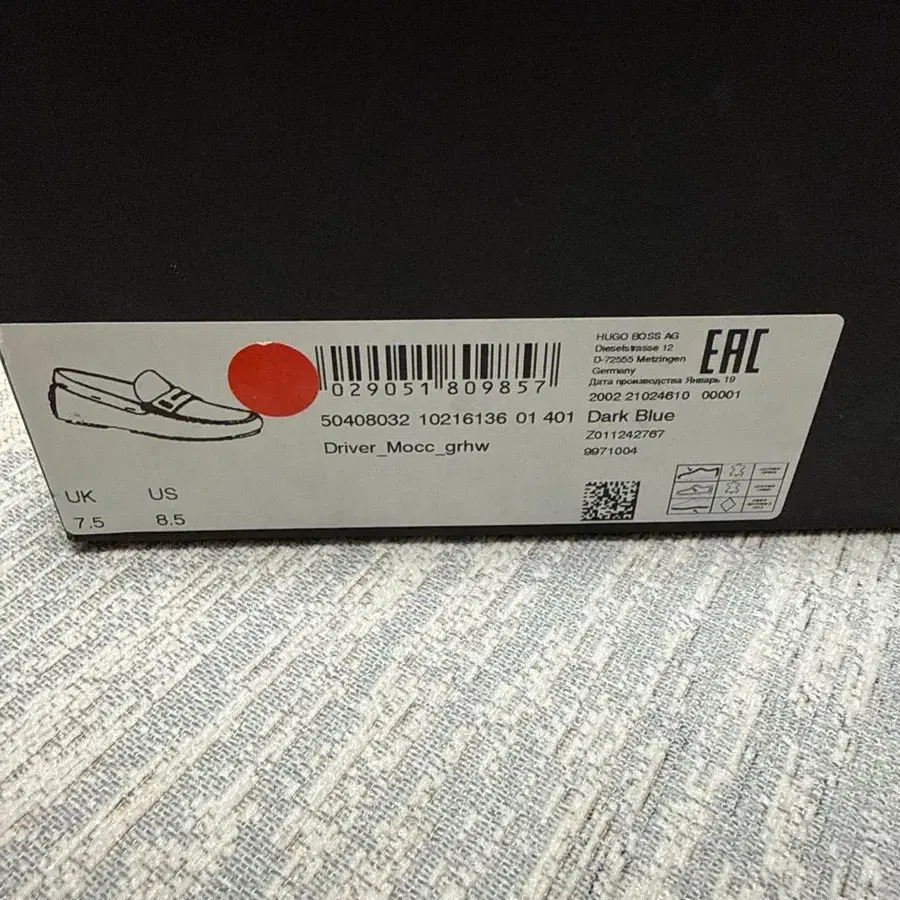 029051 809857
50408032 10216136 01 401 Dark Blue
Driver_Mocc_grhw
UK US
7.5 8.5
HUGO BOSS AG
Dieselstrasse 12
D-72555 Metzingen
Germany
Дата производства Январь 19
2002 21024610 00001
Z011242767
9971004
EAC